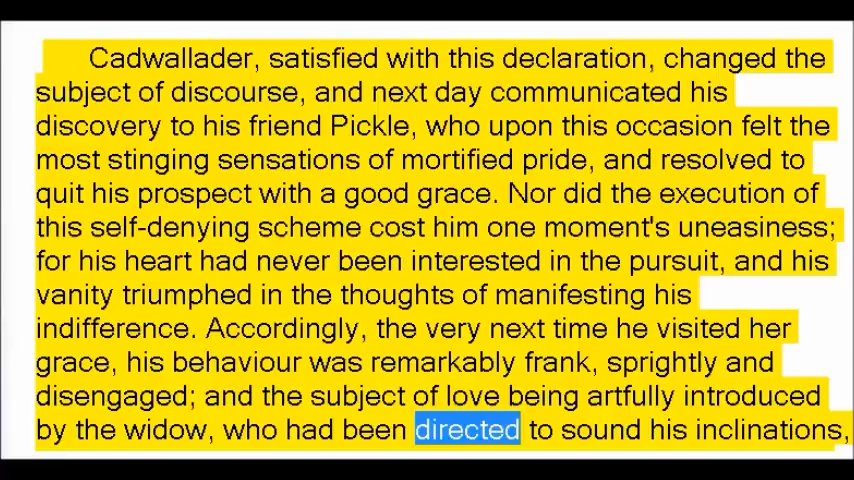 Cadwallader, satisfied with this declaration, changed the
subject of discourse, and next day communicated his
discovery to his friend Pickle, who upon this occasion felt the
most stinging sensations of mortified pride, and resolved to
quit his prospect with a good grace. Nor did the execution of
this self-denying scheme cost him one moment's uneasiness;
for his heart had never been interested in the pursuit, and his
vanity triumphed in the thoughts of manifesting his
indifference. Accordingly, the very next time he visited her
grace, his behaviour was remarkably frank, sprightly and
disengaged; and the subject of love being artfully introduced
by the widow, who had been directed to sound his inclinations,